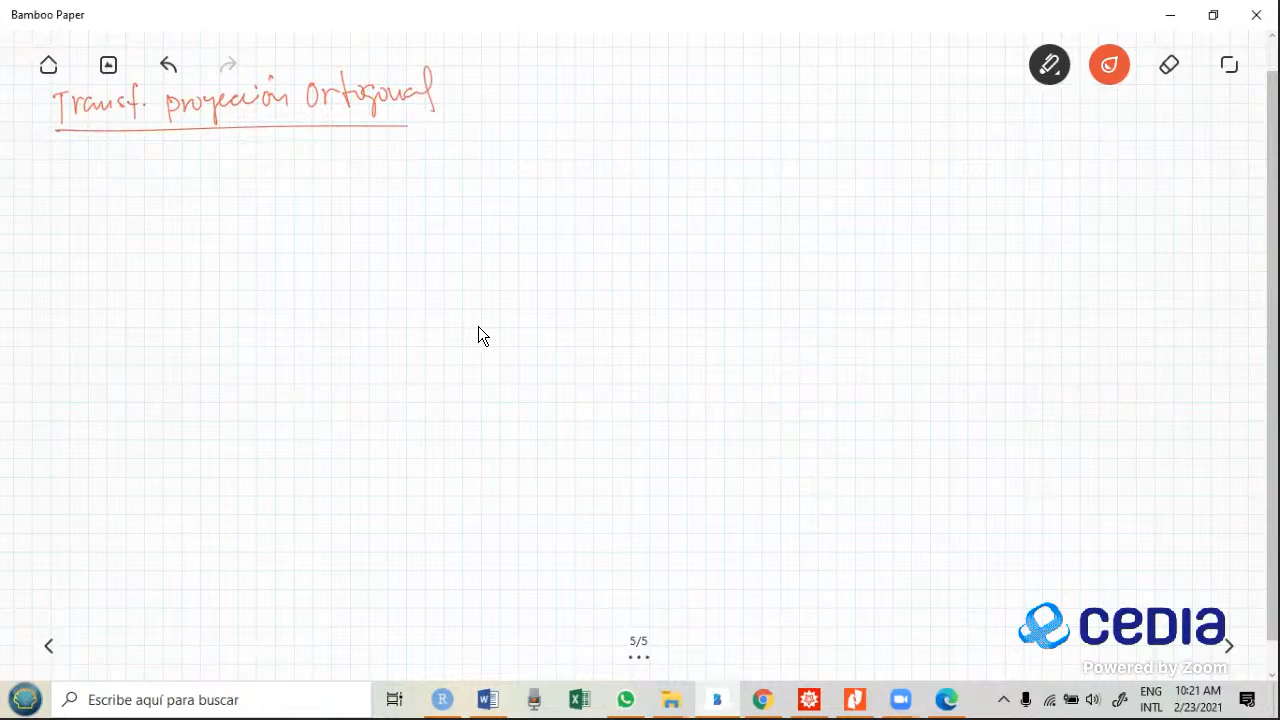 Bamboo Paper
Transf. proyección Ortogonal
5/5
cedia
Powered by Zoom
Escribe aquí para buscar
ENG
INTL
10:21 AM
2/23/2021